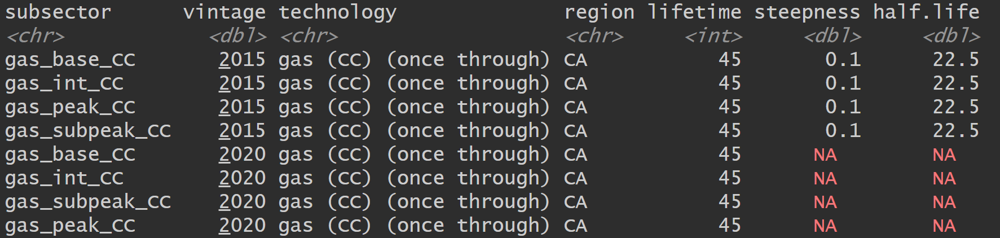 subsector vintage technology region lifetime steepness half.life
<chr> <dbl> <chr> <chr> <int> <dbl> <dbl>
gas_base_CC 2015 gas (CC) (once through) CA 45 0.1 22.5
gas_int_CC 2015 gas (CC) (once through) CA 45 0.1 22.5
gas_peak_CC 2015 gas (CC) (once through) CA 45 0.1 22.5
gas_subpeak_CC 2015 gas (CC) (once through) CA 45 0.1 22.5
gas_base_CC 2020 gas (CC) (once through) CA 45 NA NA
gas_int_CC 2020 gas (CC) (once through) CA 45 NA NA
gas_subpeak_CC 2020 gas (CC) (once through) CA 45 NA NA
gas_peak_CC 2020 gas (CC) (once through) CA 45 NA NA